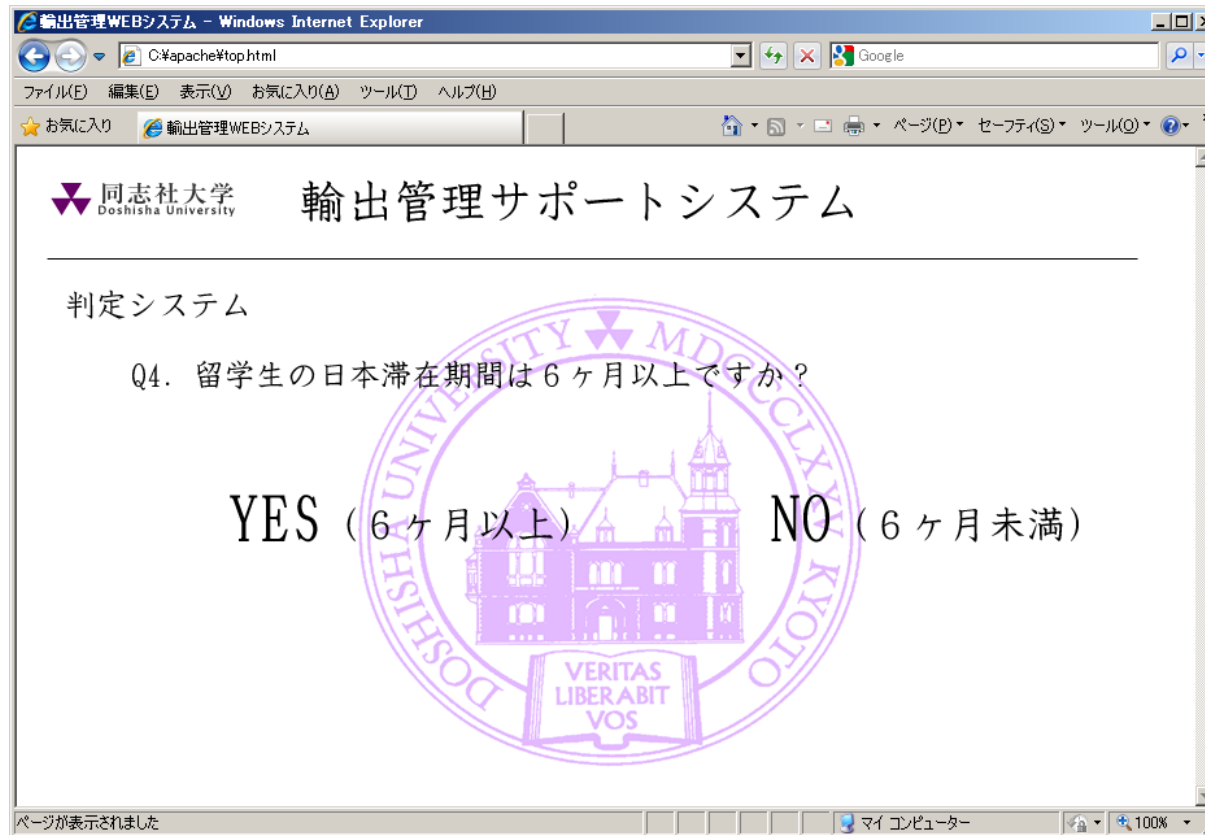 輸出管理WEBシステム - Windows Internet Explorer
C:¥apache¥top.html
Google
ファイル(F) 編集(E) 表示(V) お気に入り(A) ツール(T) ヘルプ(H)
お気に入り 輸出管理WEBシステム ページ(P) セーフティ(S) ツール(O)
同志社大学
Doshisha University
輸出管理サポートシステム
判定システム
Q4. 留学生の日本滞在期間は6ヶ月以上ですか?
YES (6ヶ月以上) NO (6ヶ月未満)
DOSHISHA UNIVERSITY MDCCCLXXV KYOTO
VERITAS
LIBERABIT
VOS
ページが表示されました マイ コンピューター 100%